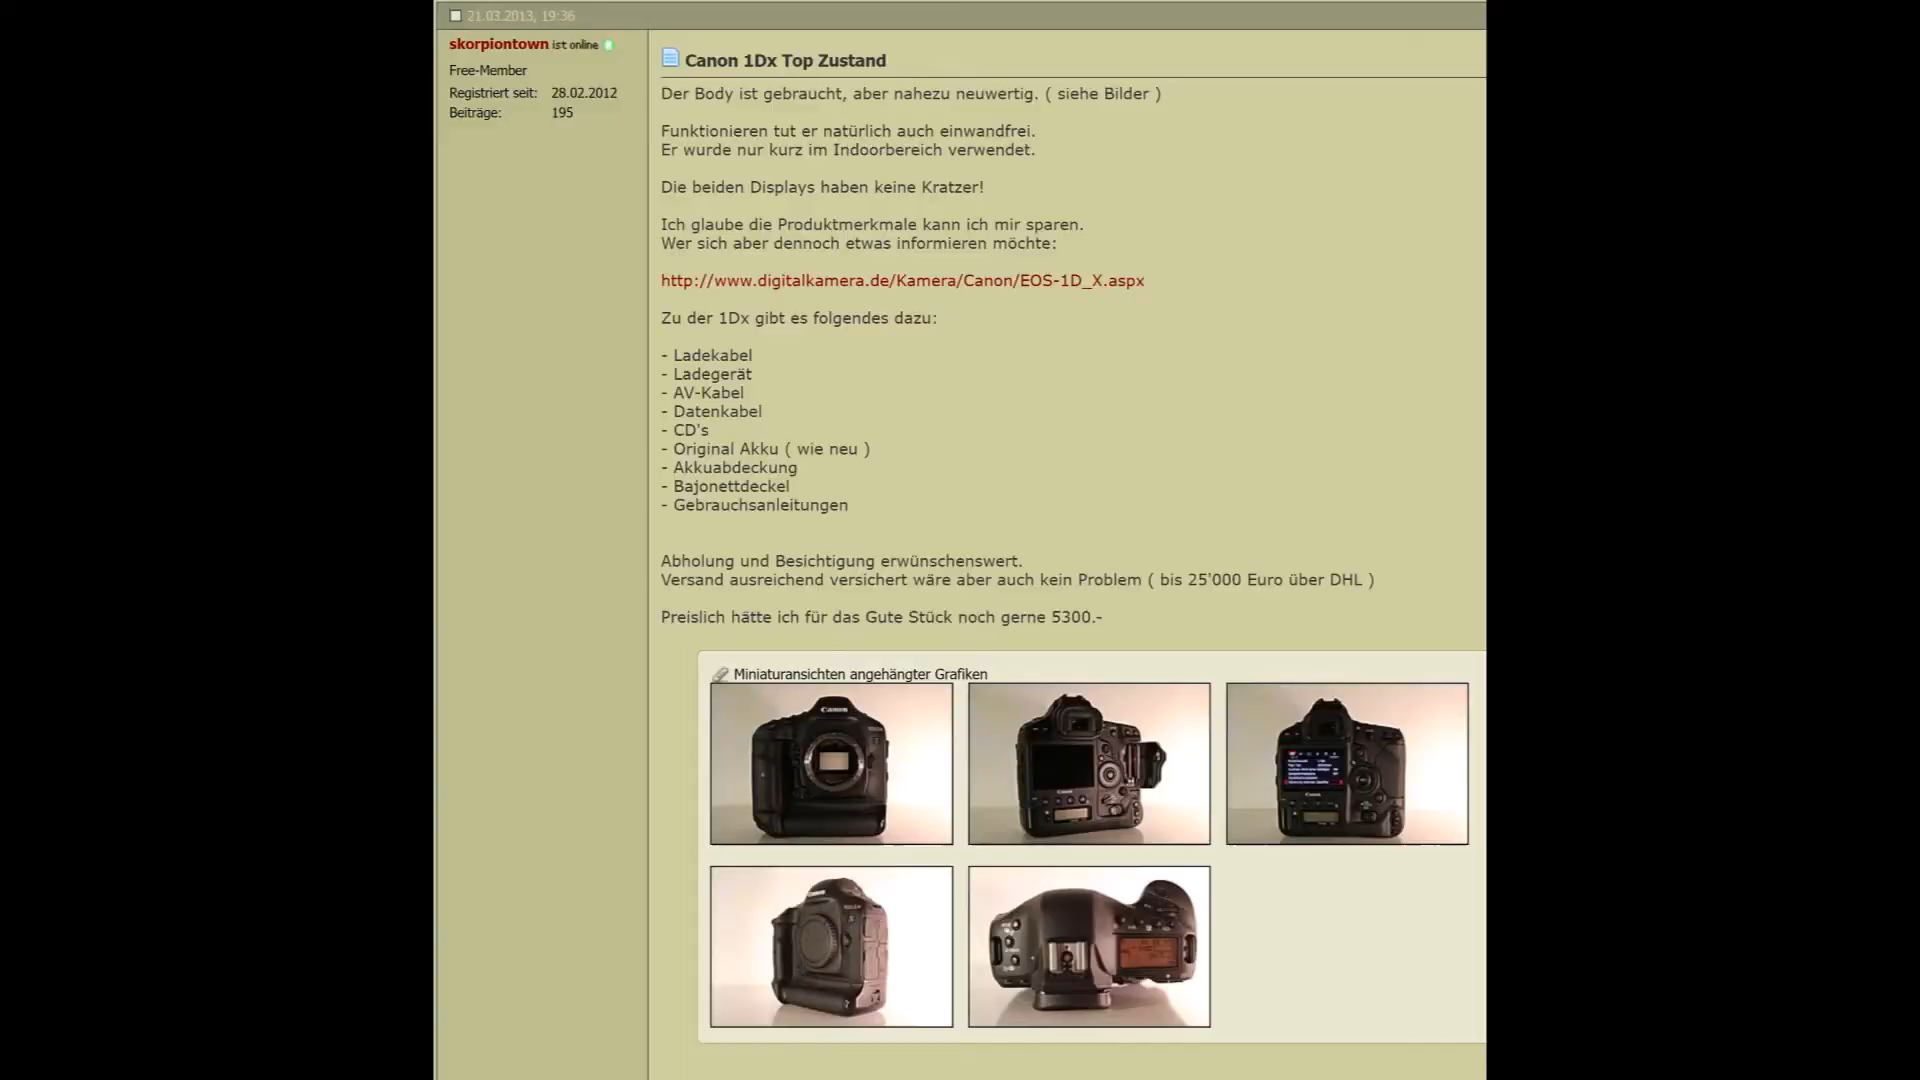 21.03.2013, 19:36
skorpiontown ist online
Free-Member
Registriert seit: 28.02.2012
Beiträge: 195
Canon 1Dx Top Zustand
Der Body ist gebraucht, aber nahezu neuwertig. ( siehe Bilder )
Funktionieren tut er natürlich auch einwandfrei.
Er wurde nur kurz im Indoorbereich verwendet.
Die beiden Displays haben keine Kratzer!
Ich glaube die Produktmerkmale kann ich mir sparen.
Wer sich aber dennoch etwas informieren möchte:
http://www.digitalkamera.de/Kamera/Canon/EOS-1D_X.aspx
Zu der 1Dx gibt es folgendes dazu:
- Ladekabel
- Ladegerät
- AV-Kabel
- Datenkabel
- CD's
- Original Akku ( wie neu )
- Akkuabdeckung
- Bajonettdeckel
- Gebrauchsanleitungen
Abholung und Besichtigung erwünschenswert.
Versand ausreichend versichert wäre aber auch kein Problem ( bis 25'000 Euro über DHL )
Preislich hätte ich für das Gute Stück noch gerne 5300.-
Miniaturansichten angehängter Grafiken
Canon